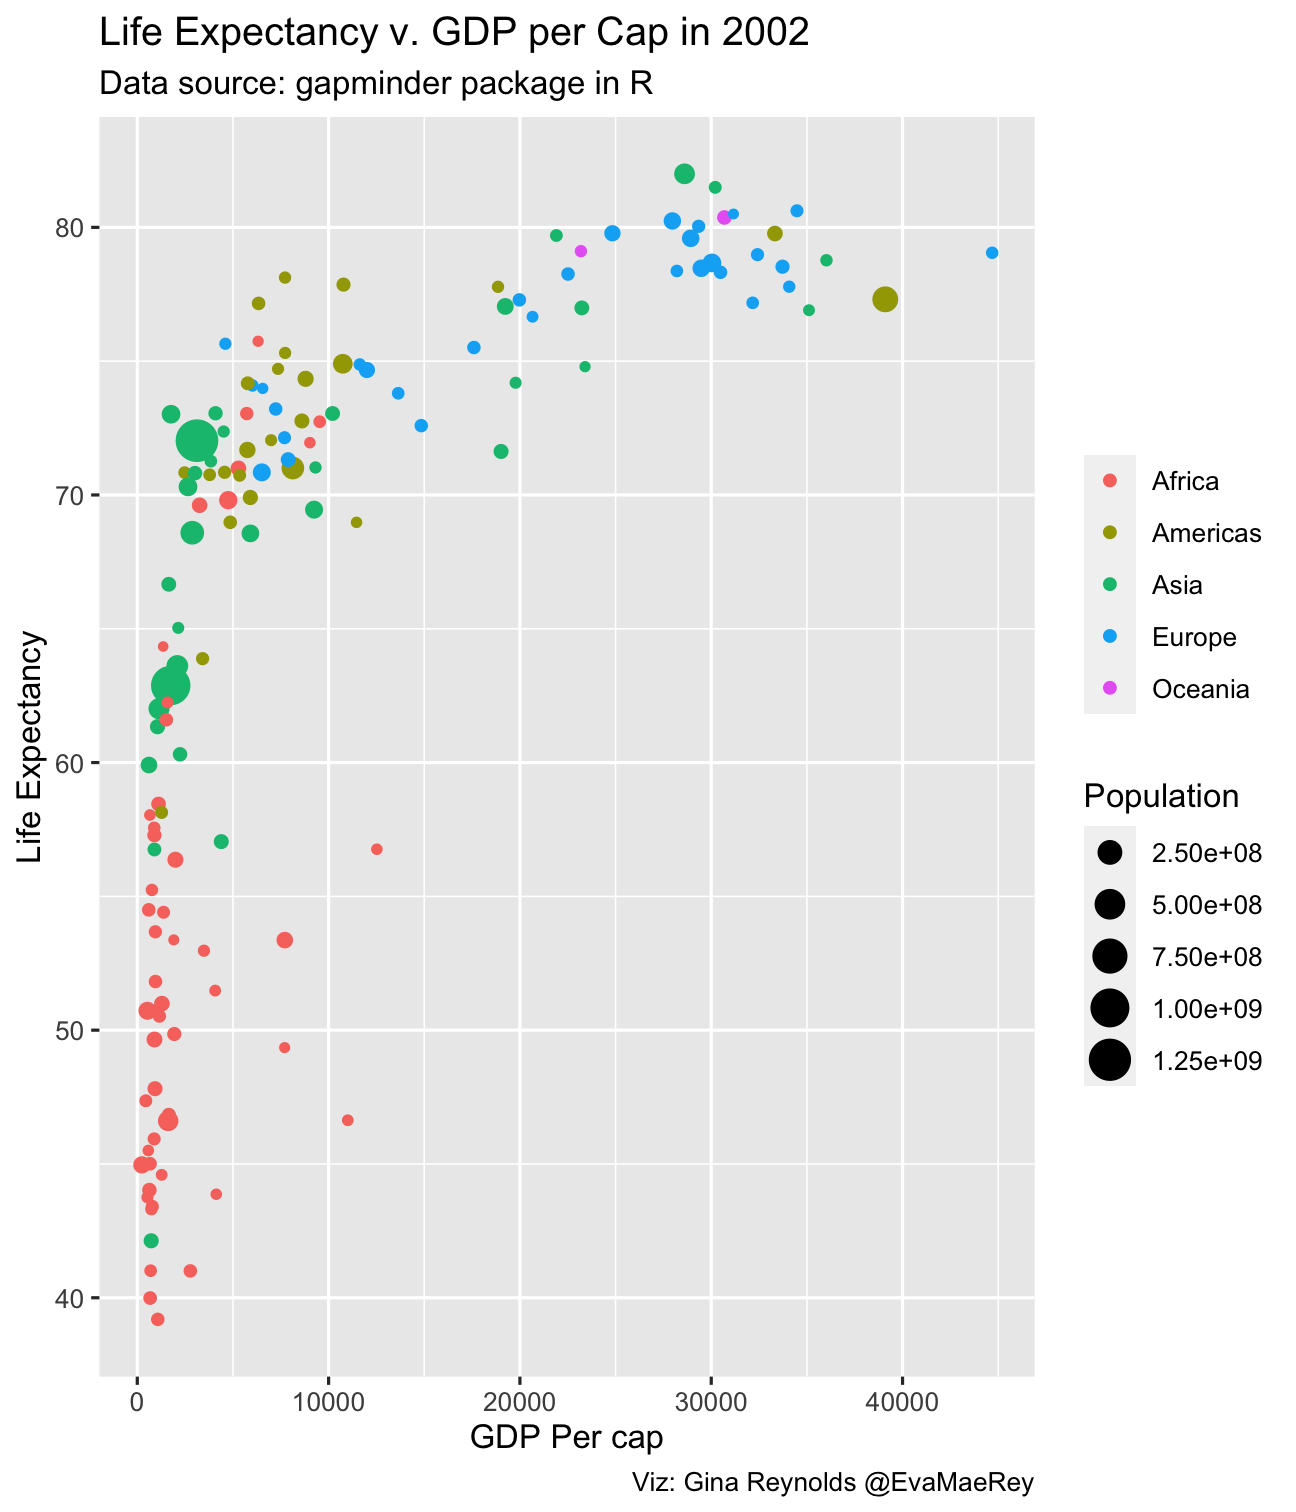 Life Expectancy v. GDP per Cap in 2002
Data source: gapminder package in R
Life Expectancy
80
70
60
50
40
0 10000 20000 30000 40000
GDP Per cap
Africa
Americas
Asia
Europe
Oceania
Population
2.50e+08
5.00e+08
7.50e+08
1.00e+09
1.25e+09
Viz: Gina Reynolds @EvaMaeRey